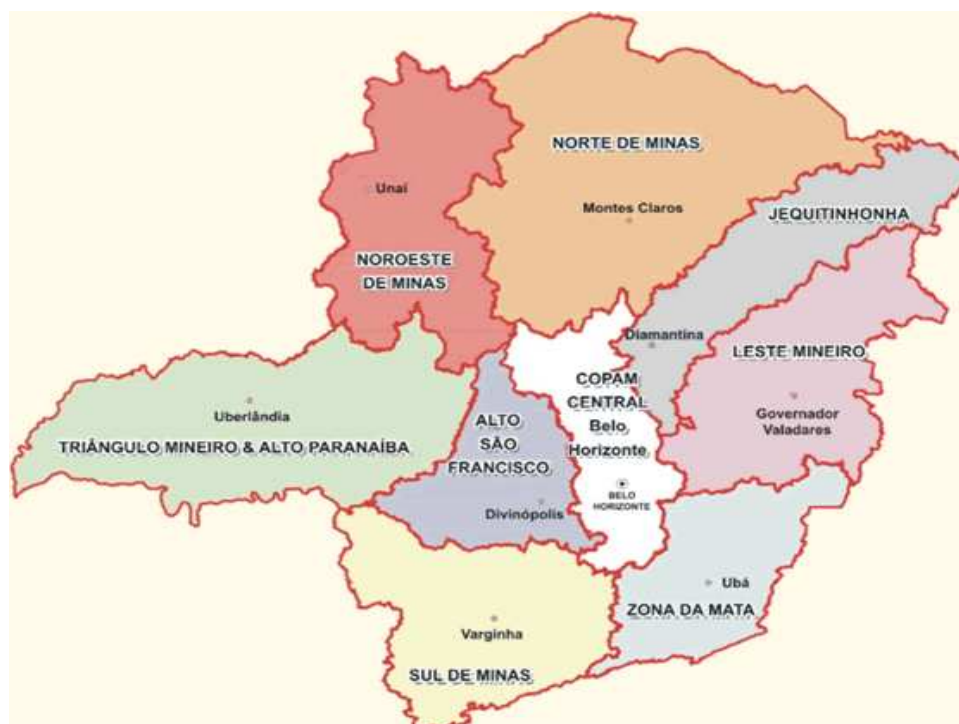 NORTE DE MINAS
Unaí
Montes Claros
JEQUITINHONHA
NOROESTE
DE MINAS
Diamantina
LESTE MINEIRO
COPAM
CENTRAL
Belo
Horizonte
Uberlândia
TRIÂNGULO MINEIRO & ALTO PARANAÍBA
ALTO
SÃO
FRANCISCO
Governador
Valadares
BELO
HORIZONTE
Divinópolis
Ubá
ZONA DA MATA
Varginha
SUL DE MINAS